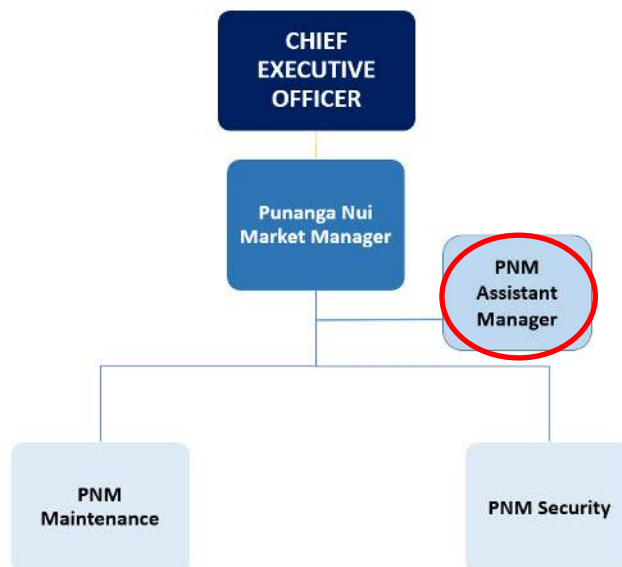 CHIEF
EXECUTIVE
OFFICER
Punanga Nui
Market Manager
PNM
Assistant
Manager
PNM
Maintenance
PNM Security